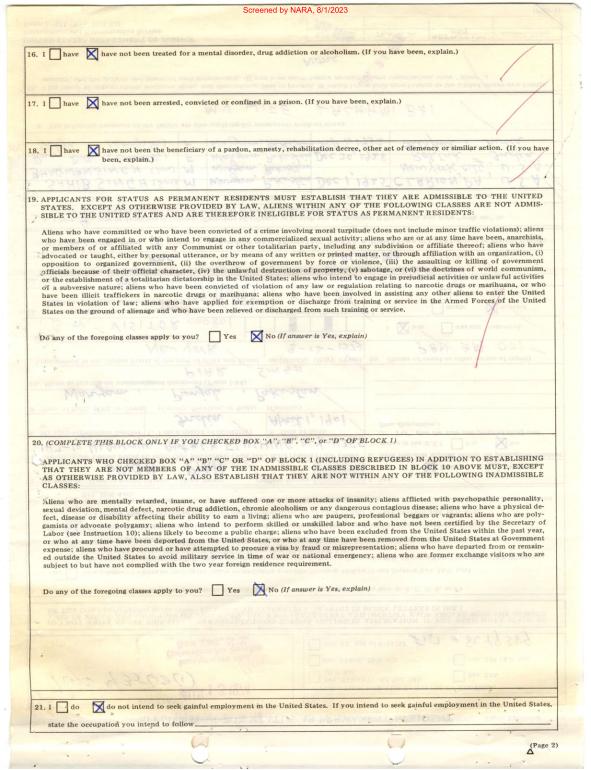 Screened by NARA, 8/1/2023
16. I have have not been treated for a mental disorder, drug addiction or alcoholism. (If you have been, explain.)
17. I have have not been arrested, convicted or confined in a prison. (If you have been, explain.)
18. I have have not been the beneficiary of a pardon, amnesty, rehabilitation decree, other act of clemency or similiar action. (If you have
been, explain.)
19. APPLICANTS FOR STATUS AS PERMANENT RESIDENTS MUST ESTABLISH THAT THEY ARE ADMISSIBLE TO THE UNITED
STATES. EXCEPT AS OTHERWISE PROVIDED BY LAW, ALIENS WITHIN ANY OF THE FOLLOWING CLASSES ARE NOT ADMIS-
SIBLE TO THE UNITED STATES AND ARE THEREFORE INELIGIBLE FOR STATUS AS PERMANENT RESIDENTS:
Aliens who have committed or who have been convicted of a crime involving moral turpitude (does not include minor traffic violations); aliens
who have been engaged in or who intend to engage in any commercialized sexual activity; aliens who are or at any time have been, anarchists,
or members of or affiliated with any Communist or other totalitarian party, including any subdivision or affiliate thereof; aliens who have
advocated or taught, either by personal utterance, or by means of any written or printed matter, or through affiliation with an organization, (i)
opposition to organized government, (ii) the overthrow of government by force or violence, (iii) the assaulting or killing of government
officials because of their official character, (iv) the unlawful destruction of property; (v) sabotage, or (vi) the doctrines of world communism,
or the establishment of a totalitarian dictatorship in the United States; aliens who intend to engage in prejudicial activities or unlawful activities
of a subversive nature; aliens who have been convicted of violation of any law or regulation relating to narcotic drugs or marihuana, or who
have been illicit traffickers in narcotic drugs or marihuana; aliens who have been involved in assisting any other aliens to enter the United
States in violation of law; aliens who have applied for exemption or discharge from training or service in the Armed Forces of the United
States on the ground of alienage and who have been relieved or discharged from such training or service.
Do any of the foregoing classes apply to you? Yes No (If answer is Yes, explain)
20. (COMPLETE THIS BLOCK ONLY IF YOU CHECKED BOX "A", "B", "C", or "D" OF BLOCK 1)
APPLICANTS WHO CHECKED BOX "A" "B" "C" OR "D" OF BLOCK 1 (INCLUDING REFUGEES) IN ADDITION TO ESTABLISHING
THAT THEY ARE NOT MEMBERS OF ANY OF THE INADMISSIBLE CLASSES DESCRIBED IN BLOCK 19 ABOVE MUST, EXCEPT
AS OTHERWISE PROVIDED BY LAW, ALSO ESTABLISH THAT THEY ARE NOT WITHIN ANY OF THE FOLLOWING INADMISSIBLE
CLASSES:
Aliens who are mentally retarded, insane, or have suffered one or more attacks of insanity; aliens afflicted with psychopathic personality,
sexual deviation, mental defect, narcotic drug addiction, chronic alcoholism or any dangerous contagious disease; aliens who have a physical de-
fect, disease or disability affecting their ability to earn a living; aliens who are paupers, professional beggars or vagrants; aliens who are poly-
gamists or advocate polygamy; aliens who intend to perform skilled or unskilled labor and who have not been certified by the Secretary of
Labor (see Instruction 10); aliens likely to become a public charge; aliens who have been excluded from the United States within the past year,
or who at any time have been deported from the United States, or who at any time have been removed from the United States at Government
expense; aliens who have procured or have attempted to procure a visa by fraud or misrepresentation; aliens who have departed from or remain-
ed outside the United States to avoid military service in time of war or national emergency; aliens who are former exchange visitors who are
subject to but have not complied with the two year foreign residence requirement.
Do any of the foregoing classes apply to you? Yes No (If answer is Yes, explain)
21. I do do not intend to seek gainful employment in the United States. If you intend to seek gainful employment in the United States,
state the occupation you intend to follow
(Page 2)